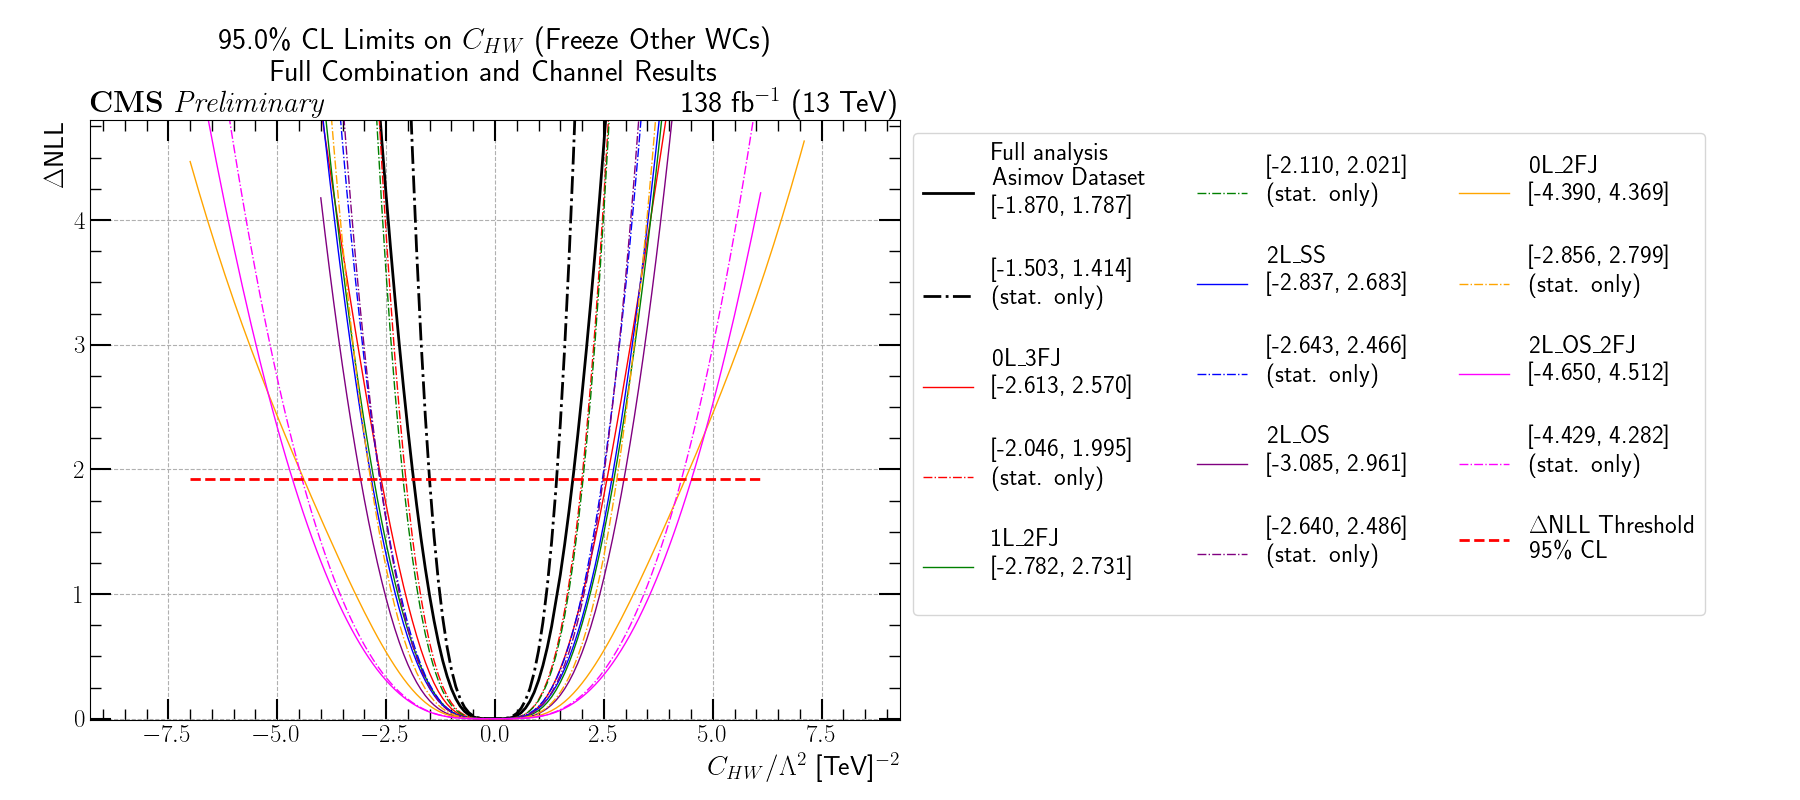 95.0% CL Limits on C_HW (Freeze Other WCs)
Full Combination and Channel Results
CMS Preliminary
138 fb⁻¹ (13 TeV)
ΔNLL
4
3
2
1
0
−7.5
−5.0
−2.5
0.0
2.5
5.0
7.5
C_HW/Λ² [TeV]⁻²
Full analysis
Asimov Dataset
[-1.870, 1.787]
[-1.503, 1.414]
(stat. only)
0L_3FJ
[-2.613, 2.570]
[-2.046, 1.995]
(stat. only)
1L_2FJ
[-2.782, 2.731]
[-2.110, 2.021]
(stat. only)
2L_SS
[-2.837, 2.683]
[-2.643, 2.466]
(stat. only)
2L_OS
[-3.085, 2.961]
[-2.640, 2.486]
(stat. only)
0L_2FJ
[-4.390, 4.369]
[-2.856, 2.799]
(stat. only)
2L_OS_2FJ
[-4.650, 4.512]
[-4.429, 4.282]
(stat. only)
ΔNLL Threshold
95% CL